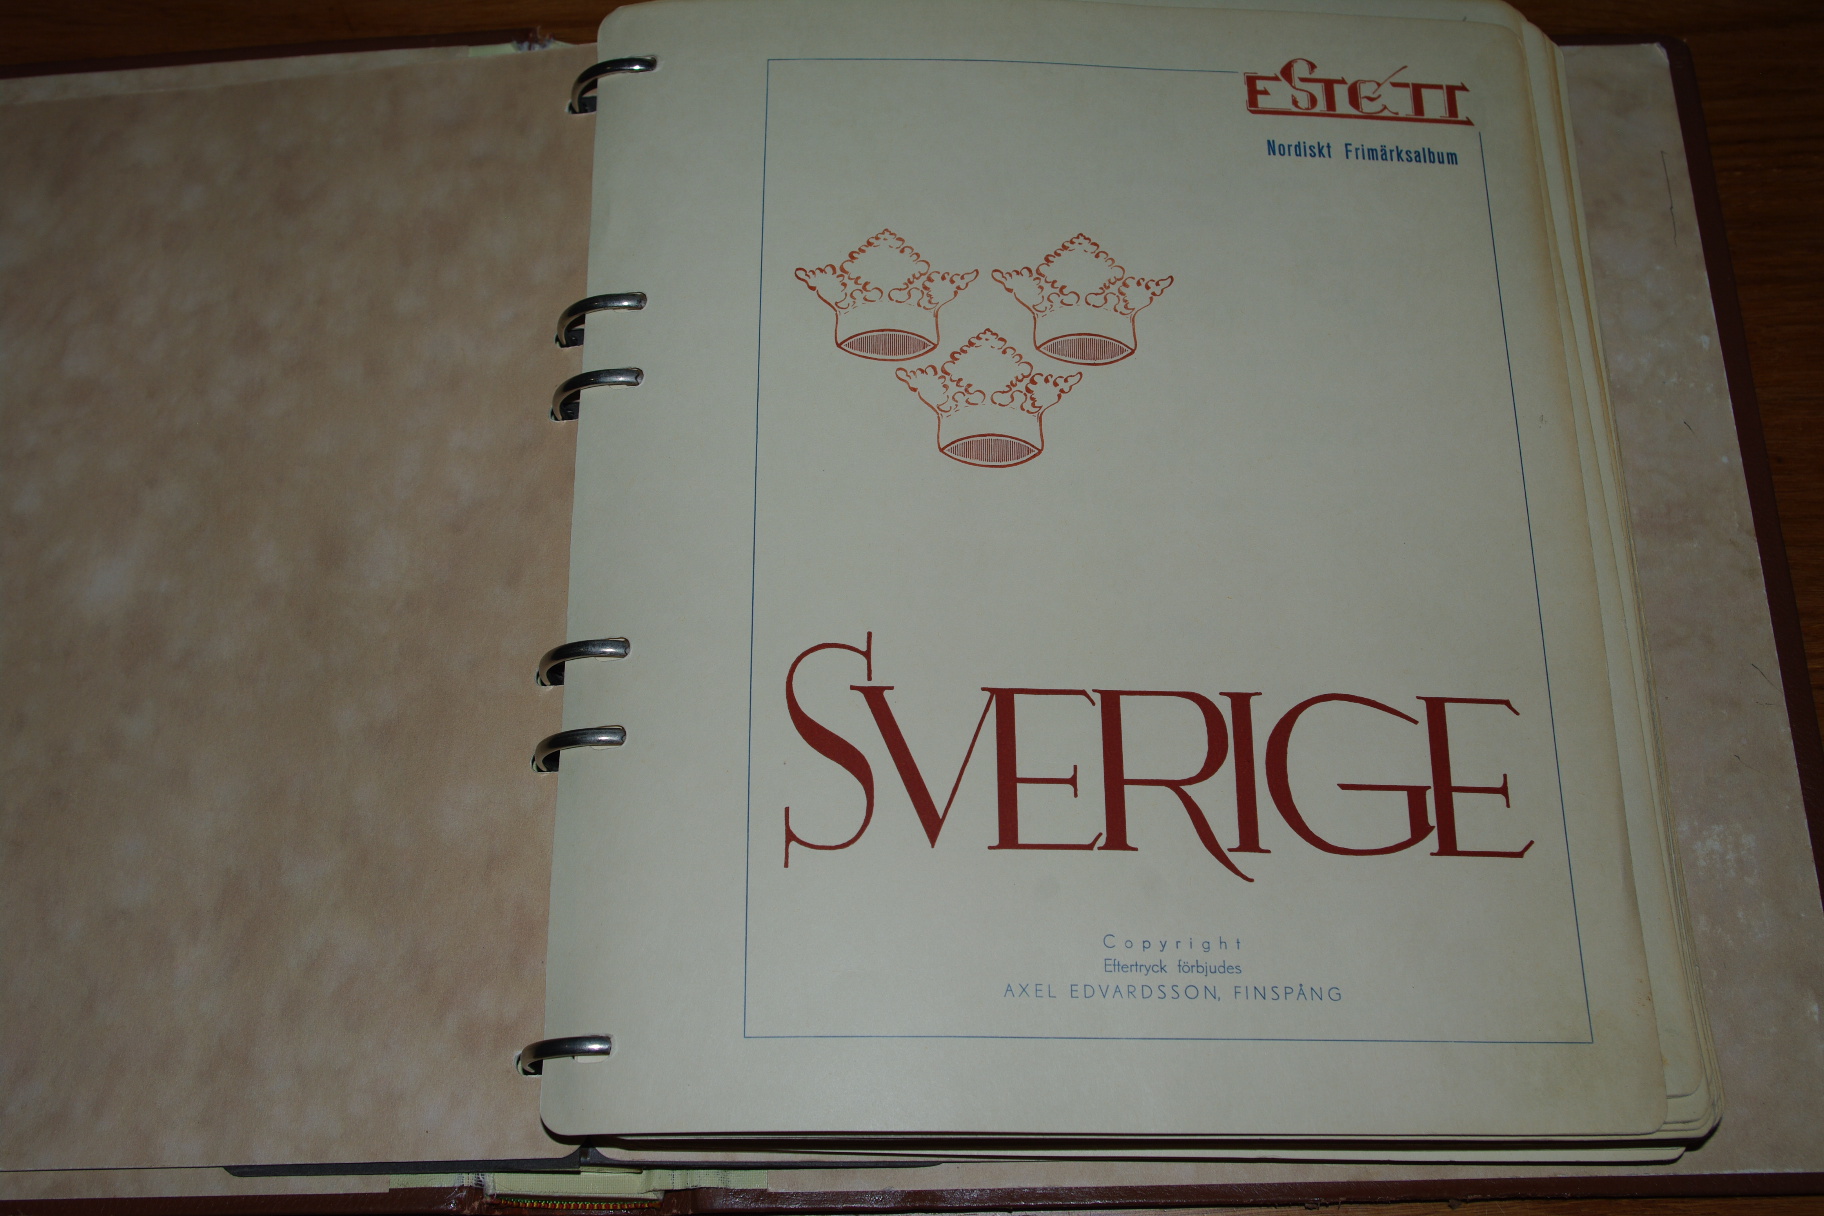 ESTETT
Nordiskt Frimärksalbum
SVERIGE
Copyright
Eftertryck förbjudes
AXEL EDVARDSSON, FINSPÅNG